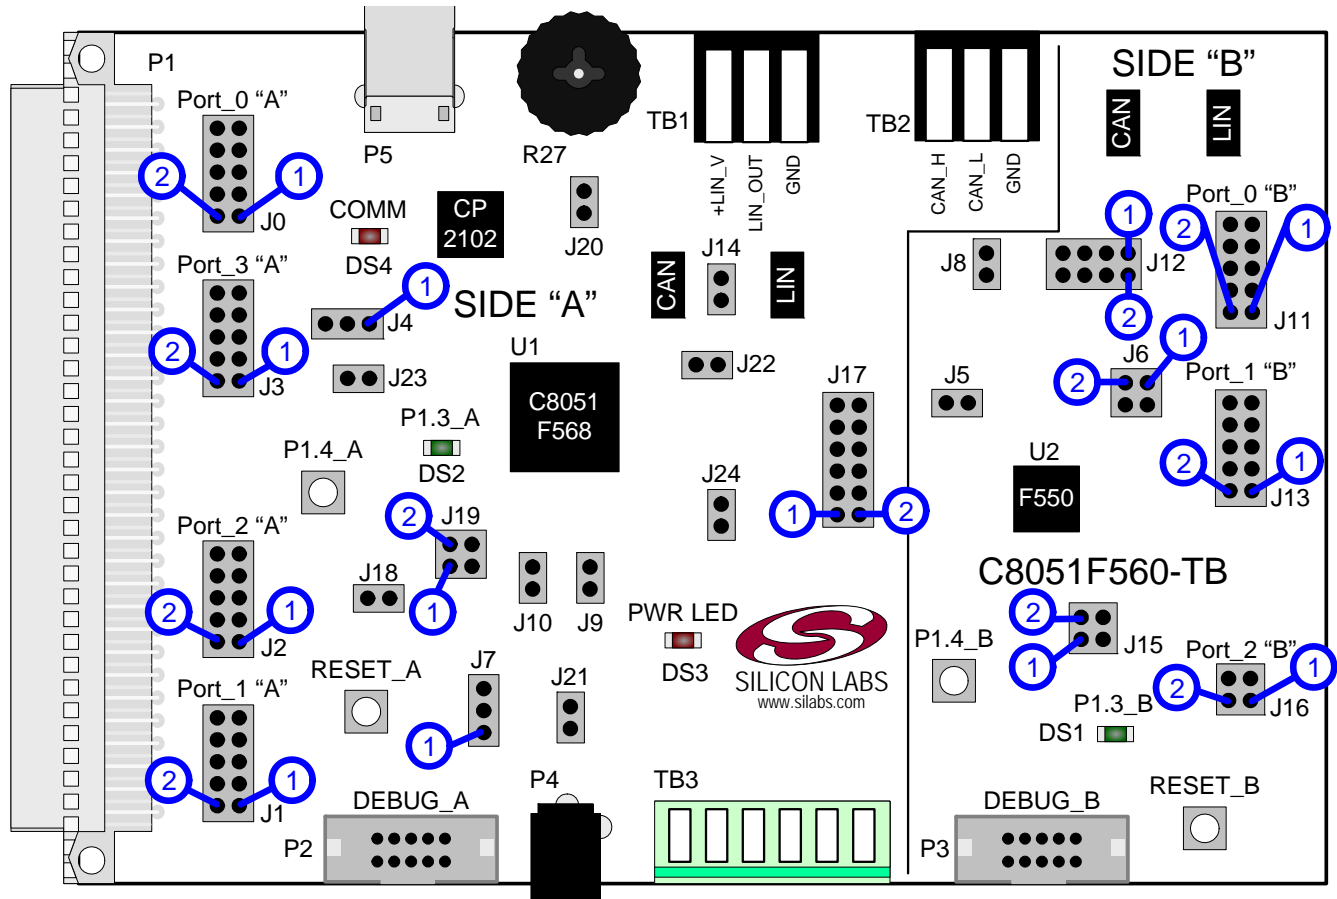 P1
Port_0 “A”
2
1
J0
P5
COMM
DS4
CP
2102
R27
J20
TB1
+LIN_V
LIN_OUT
GND
TB2
CAN_H
CAN_L
GND
SIDE “B”
CAN
LIN
Port_0 “B”
2
1
J11
Port_3 “A”
2
1
J3
1
J4
J23
SIDE “A”
CAN
J14
LIN
J8
1
J12
2
U1
C8051
F568
J22
J17
1
2
J5
J6
1
2
Port_1 “B”
2
1
J13
P1.3_A
DS2
P1.4_A
J24
U2
F550
Port_2 “A”
2
1
J2
2
J19
1
J18
J10
J9
C8051F560-TB
PWR LED
DS3
SILICON LABS
www.silabs.com
2
1
J15
P1.4_B
Port_2 “B”
2
1
J16
P1.3_B
DS1
RESET_A
J7
1
J21
Port_1 “A”
2
1
J1
P2
DEBUG_A
P4
TB3
P3
DEBUG_B
RESET_B